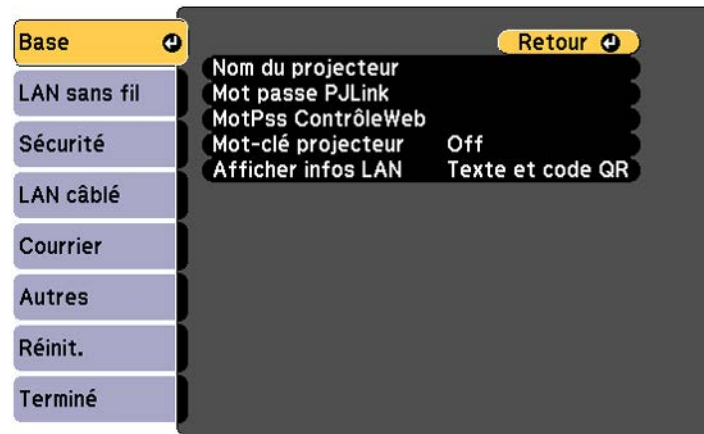 Base
LAN sans fil
Sécurité
LAN câblé
Courrier
Autres
Réinit.
Terminé
Retour
Nom du projecteur
Mot passe PJLink
MotPss ContrôleWeb
Mot-clé projecteur Off
Afficher infos LAN Texte et code QR